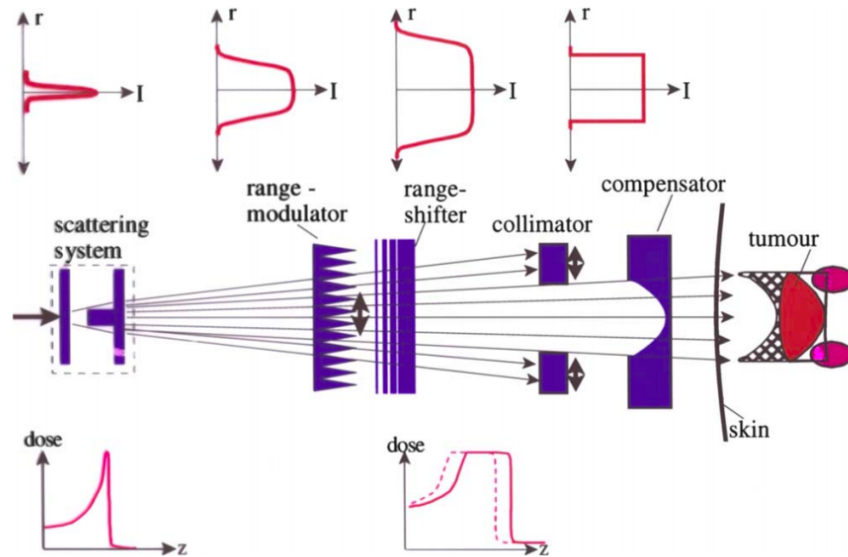 r
I
r
I
r
I
r
I
scattering
system
range -
modulator
range-
shifter
collimator
compensator
tumour
skin
dose
z
dose
z